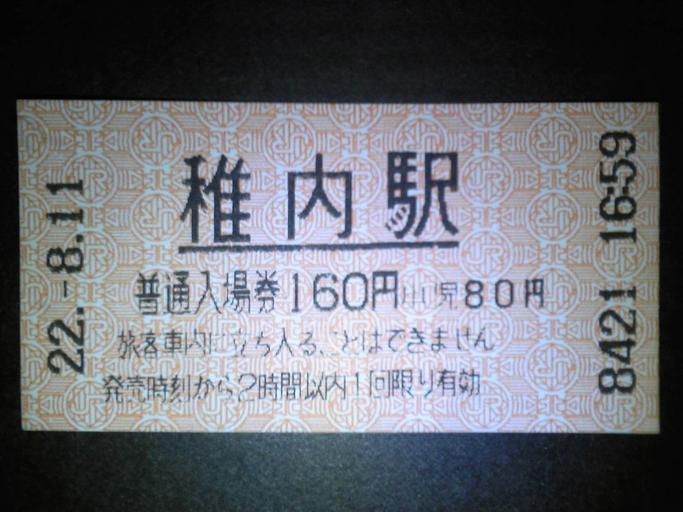 稚内駅
普通入場券160円小児80円
旅客車内に立ち入ることはできません
発売時刻から2時間以内1回限り有効
22.-8.11
8421 16:59